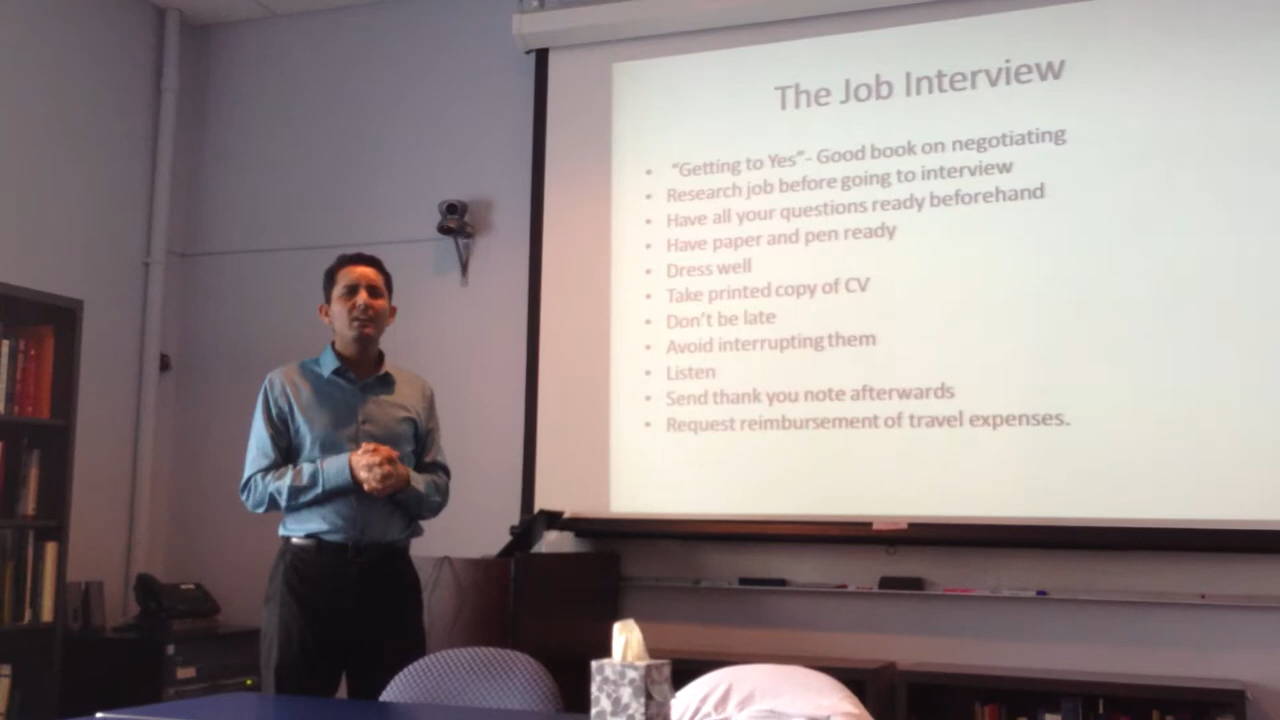 The Job Interview
• "Getting to Yes"- Good book on negotiating
• Research job before going to interview
• Have all your questions ready beforehand
• Have paper and pen ready
• Dress well
• Take printed copy of CV
• Don't be late
• Avoid interrupting them
• Listen
• Send thank you note afterwards
• Request reimbursement of travel expenses.